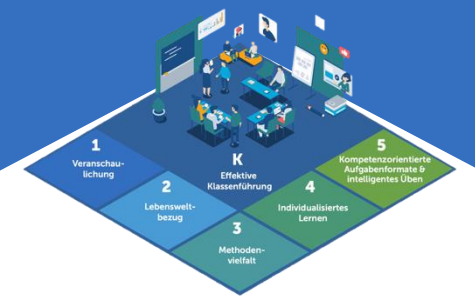 1
Veranschau-
lichung
2
Lebenswelt-
bezug
3
Methoden-
vielfalt
K
Effektive
Klassenführung
4
Individualisiertes
Lernen
5
Kompetenzorientierte
Aufgabenformate &
intelligentes Üben